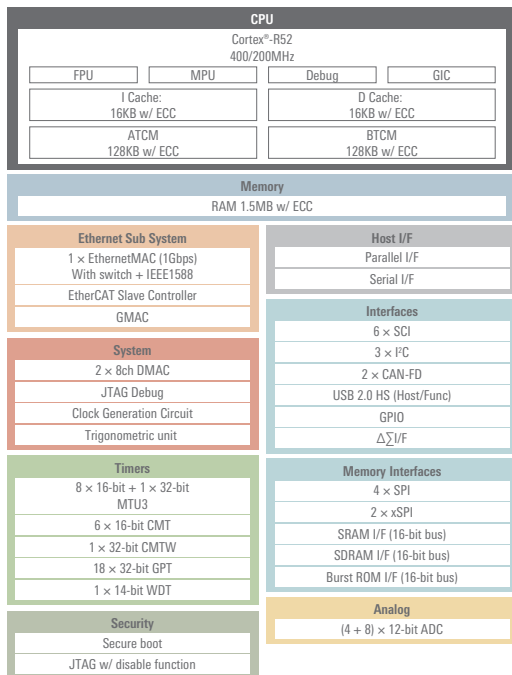 CPU
Cortex®-R52
400/200MHz
FPU
MPU
Debug
GIC
I Cache:
16KB w/ ECC
D Cache:
16KB w/ ECC
ATCM
128KB w/ ECC
BTCM
128KB w/ ECC
Memory
RAM 1.5MB w/ ECC
Ethernet Sub System
1 × EthernetMAC (1Gbps)
With switch + IEEE1588
EtherCAT Slave Controller
GMAC
System
2 × 8ch DMAC
JTAG Debug
Clock Generation Circuit
Trigonometric unit
Timers
8 × 16-bit + 1 × 32-bit
MTU3
6 × 16-bit CMT
1 × 32-bit CMTW
18 × 32-bit GPT
1 × 14-bit WDT
Security
Secure boot
JTAG w/ disable function
Host I/F
Parallel I/F
Serial I/F
Interfaces
6 × SCI
3 × I²C
2 × CAN-FD
USB 2.0 HS (Host/Func)
GPIO
Δ∑I/F
Memory Interfaces
4 × SPI
2 × xSPI
SRAM I/F (16-bit bus)
SDRAM I/F (16-bit bus)
Burst ROM I/F (16-bit bus)
Analog
(4 + 8) × 12-bit ADC